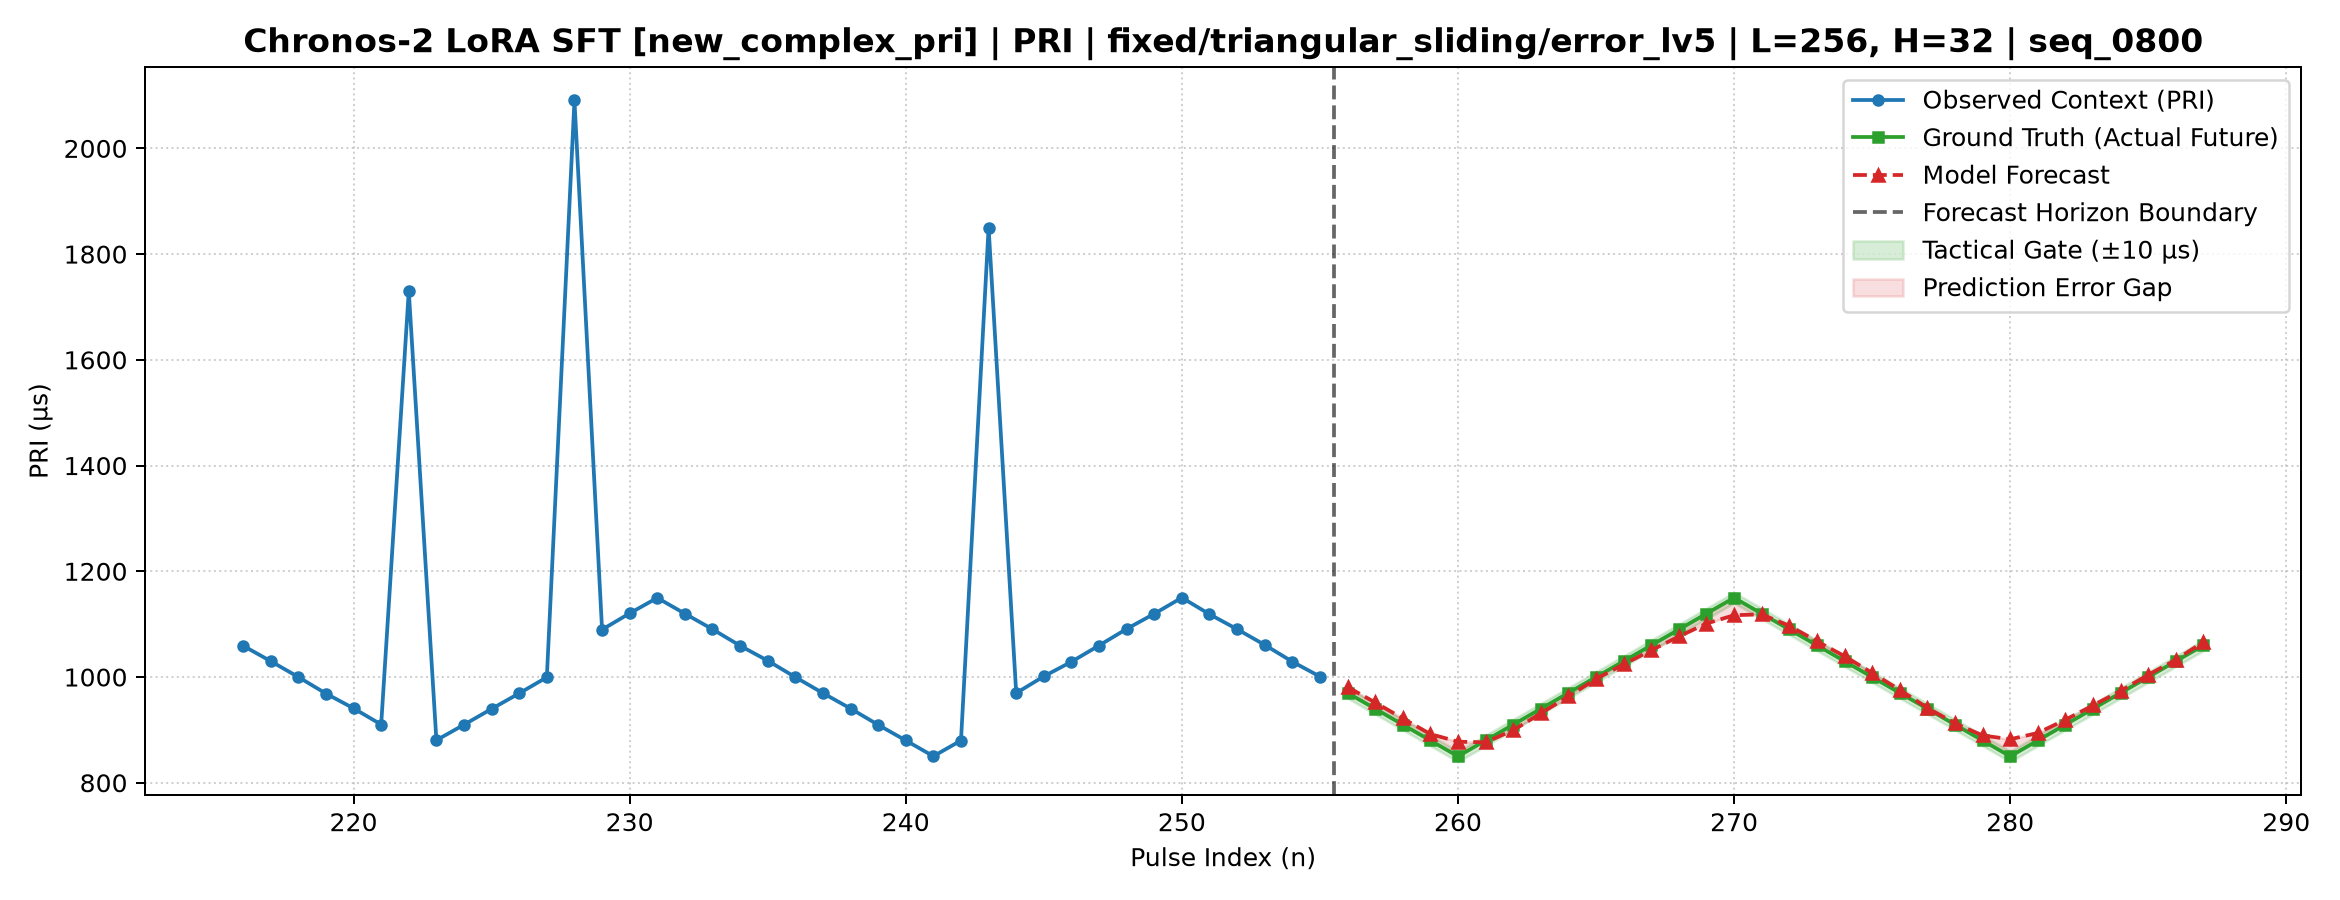 Chronos-2 LoRA SFT [new_complex_pri] | PRI | fixed/triangular_sliding/error_lv5 | L=256, H=32 | seq_0800
Observed Context (PRI)
Ground Truth (Actual Future)
Model Forecast
Forecast Horizon Boundary
Tactical Gate (±10 µs)
Prediction Error Gap
PRI (µs)
2000
1800
1600
1400
1200
1000
800
220 230 240 250 260 270 280 290
Pulse Index (n)